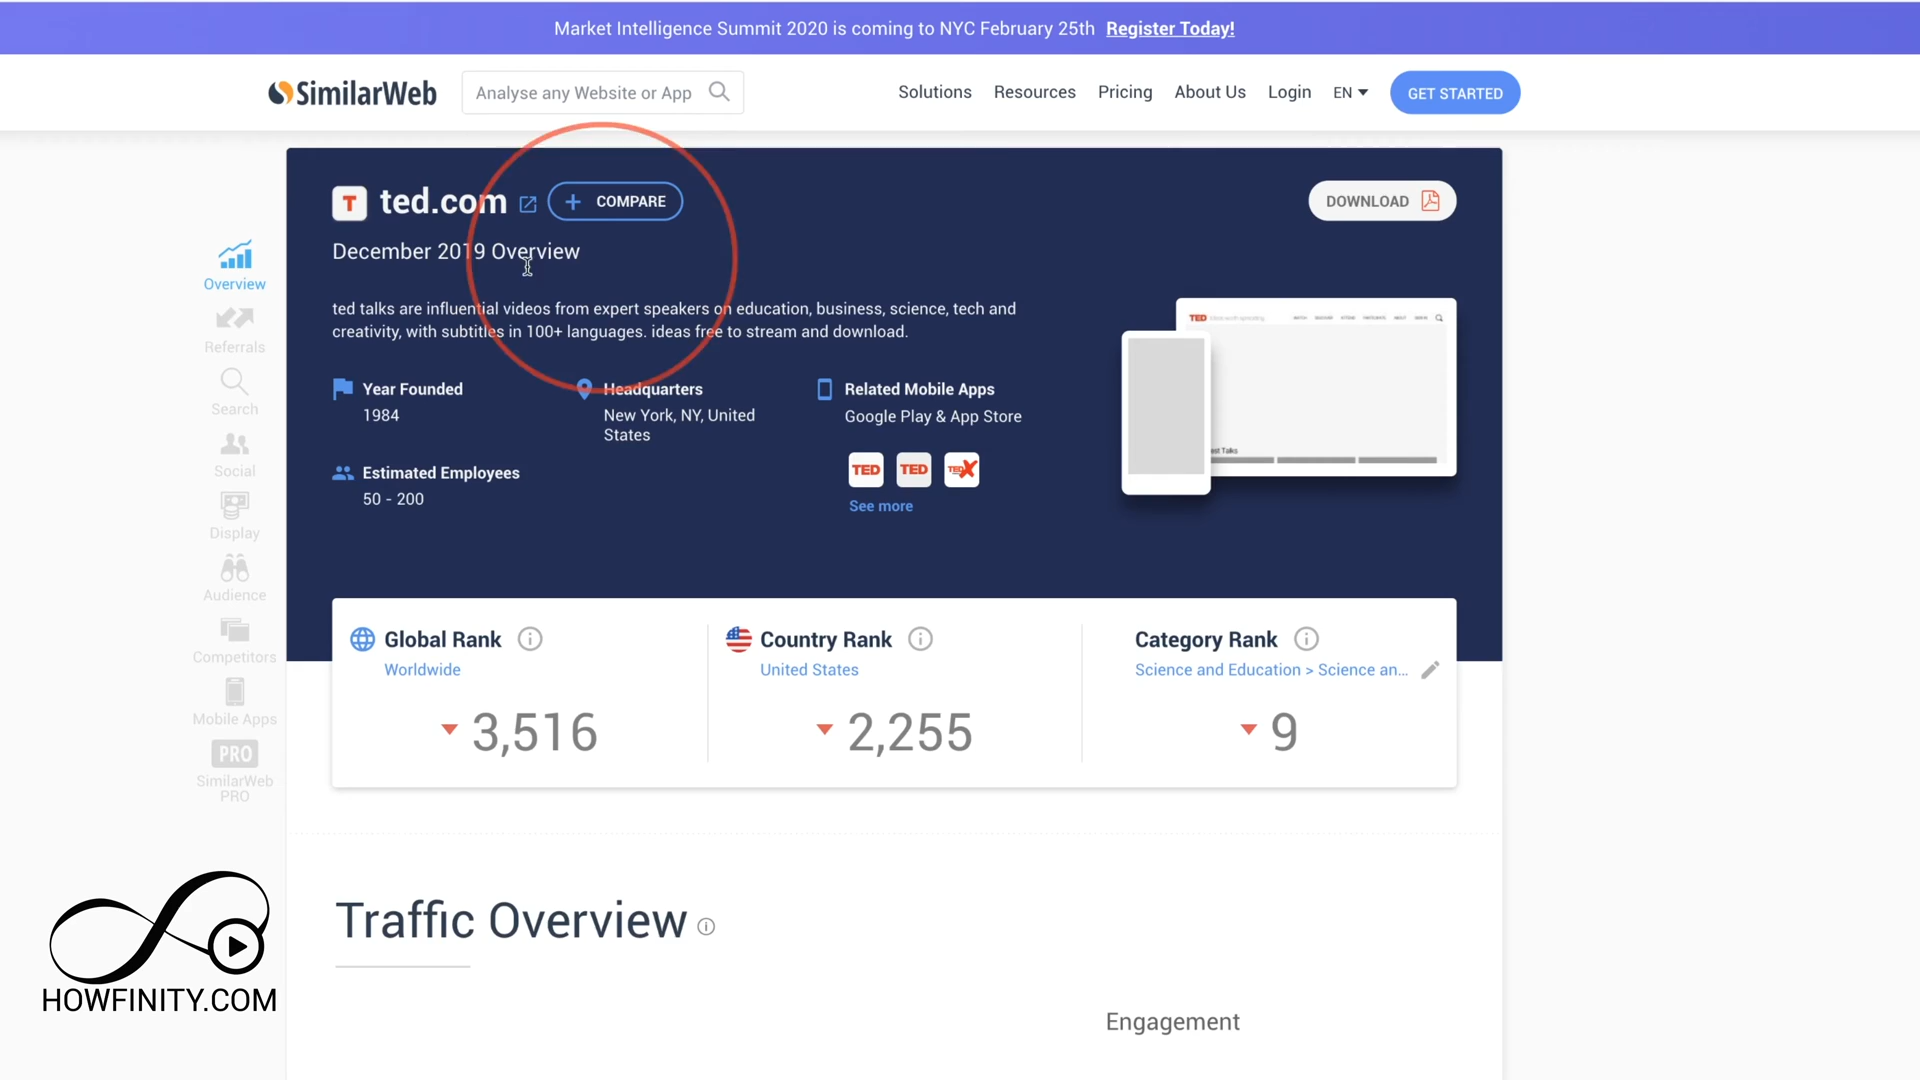 Market Intelligence Summit 2020 is coming to NYC February 25th Register Today!
SimilarWeb
Analyse any Website or App
Solutions Resources Pricing About Us Login EN GET STARTED
T ted.com + COMPARE
DOWNLOAD
December 2019 Overview
ted talks are influential videos from expert speakers on education, business, science, tech and
creativity, with subtitles in 100+ languages. ideas free to stream and download.
Year Founded
1984
Headquarters
New York, NY, United
States
Related Mobile Apps
Google Play & App Store
TED TED TEDX
See more
Estimated Employees
50 - 200
TED
Overview
Referrals
Search
Social
Display
Audience
Competitors
Mobile Apps
PRO
SimilarWeb
PRO
Global Rank
Worldwide
3,516
Country Rank
United States
2,255
Category Rank
Science and Education > Science an...
9
Traffic Overview
Engagement
HOWFINITY.COM